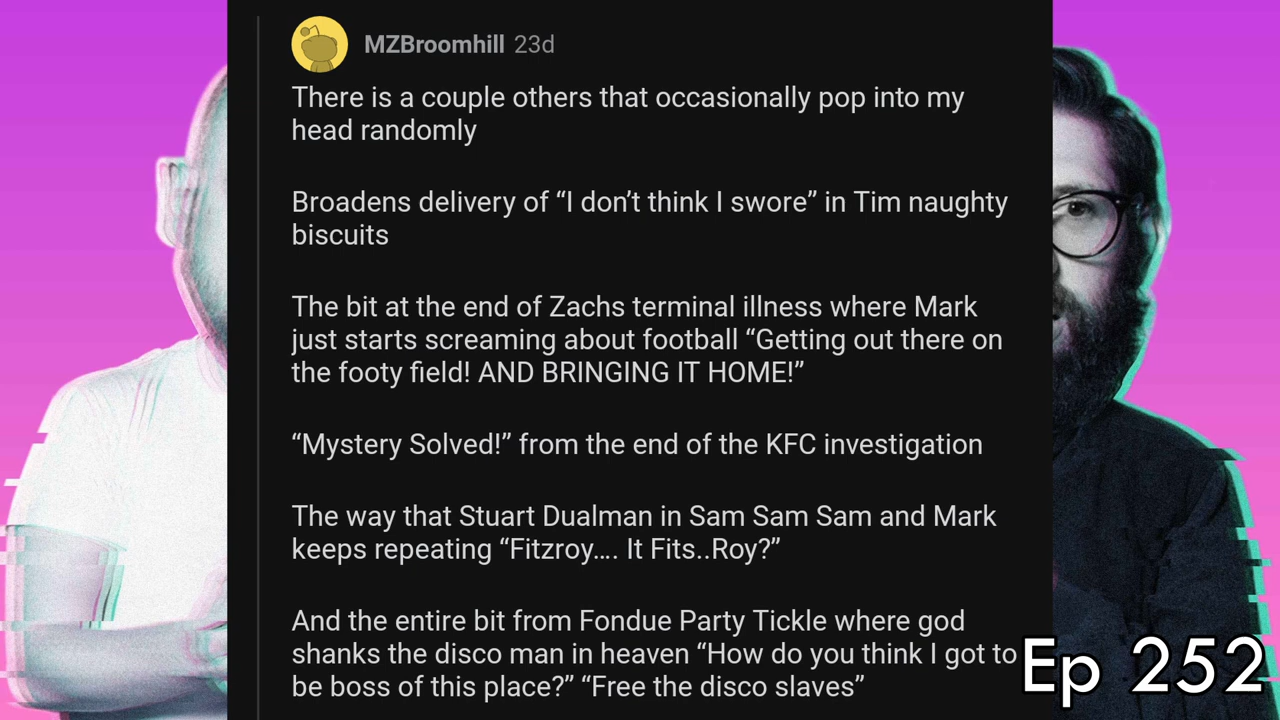 MZBroomhill 23d
There is a couple others that occasionally pop into my
head randomly
Broadens delivery of “I don’t think I swore” in Tim naughty
biscuits
The bit at the end of Zachs terminal illness where Mark
just starts screaming about football “Getting out there on
the footy field! AND BRINGING IT HOME!”
“Mystery Solved!” from the end of the KFC investigation
The way that Stuart Dualman in Sam Sam Sam and Mark
keeps repeating “Fitzroy…. It Fits..Roy?”
And the entire bit from Fondue Party Tickle where god
shanks the disco man in heaven “How do you think I got to
be boss of this place?” “Free the disco slaves”
Ep 252